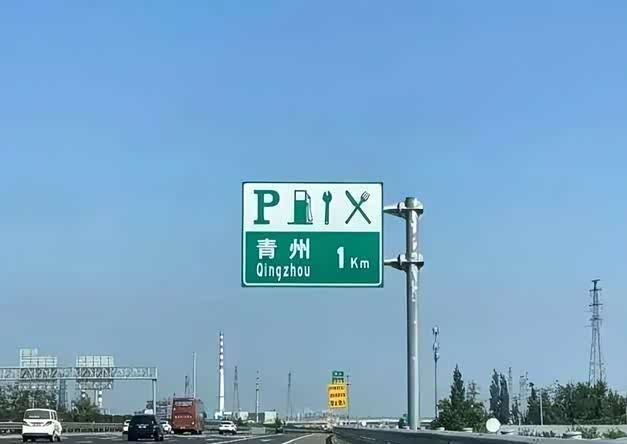 P
青州 1 Km
Qingzhou